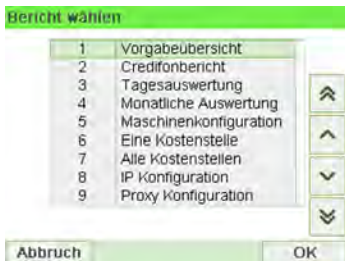 Bericht wählen
1 Vorgabeübersicht
2 Credifonbericht
3 Tagesauswertung
4 Monatliche Auswertung
5 Maschinenkonfiguration
6 Eine Kostenstelle
7 Alle Kostenstellen
8 IP Konfiguration
9 Proxy Konfiguration
Abbruch OK